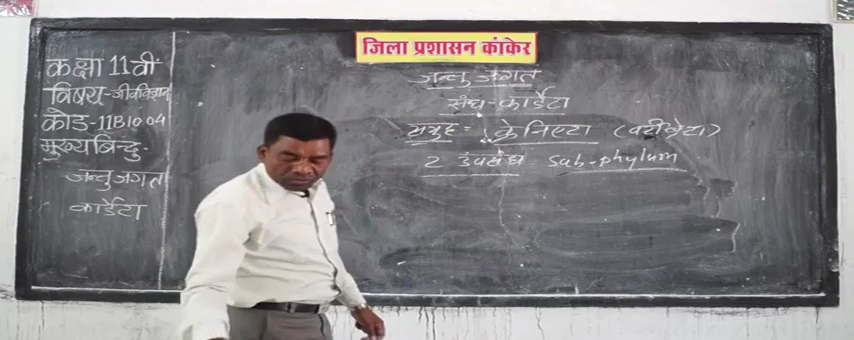 जिला प्रशासन कांकेर
कक्षा 11वी
विषय-जीवविज्ञान
कोड-11B1004
मुख्यबिन्दु-
जन्तुजगत
कार्डेटा
जन्तु जगत
संघ-कार्डेटा
समूह= क्रेनिएटा (वर्टीब्रेटा)
2 उपसंघ = Sub-phylum